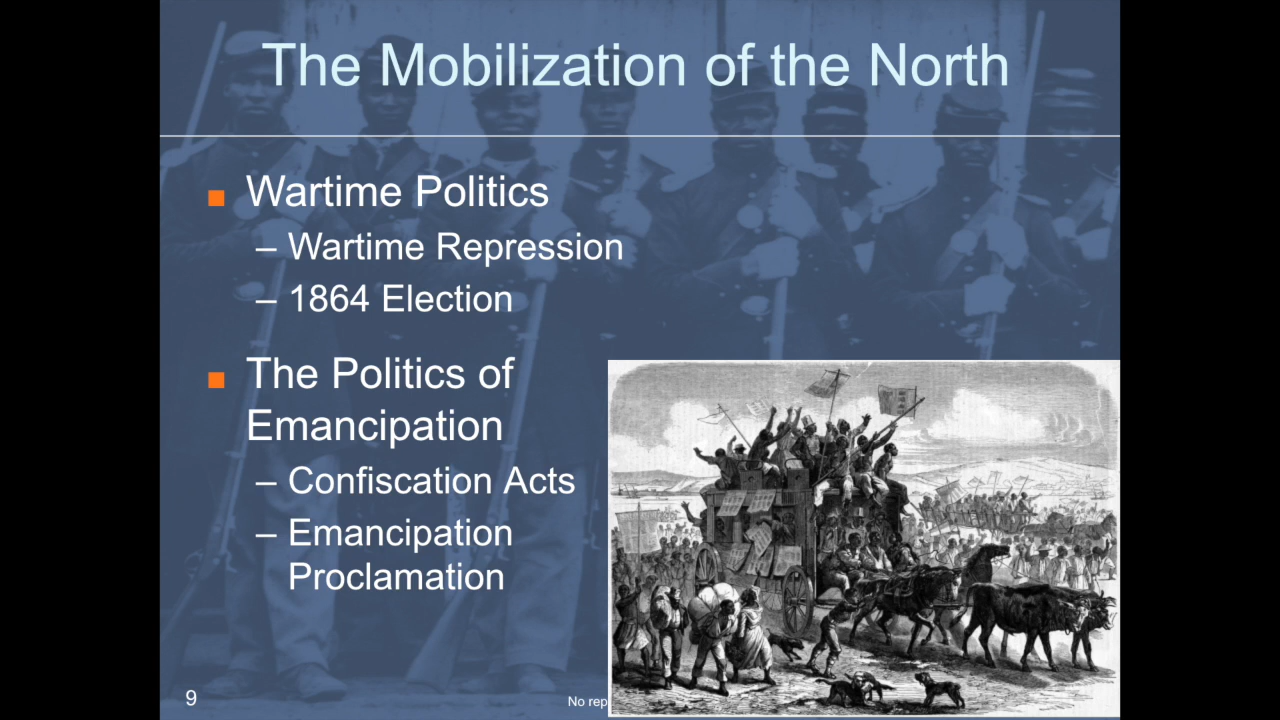 The Mobilization of the North
■ Wartime Politics
– Wartime Repression
– 1864 Election
■ The Politics of
Emancipation
– Confiscation Acts
– Emancipation
Proclamation
9
No rep